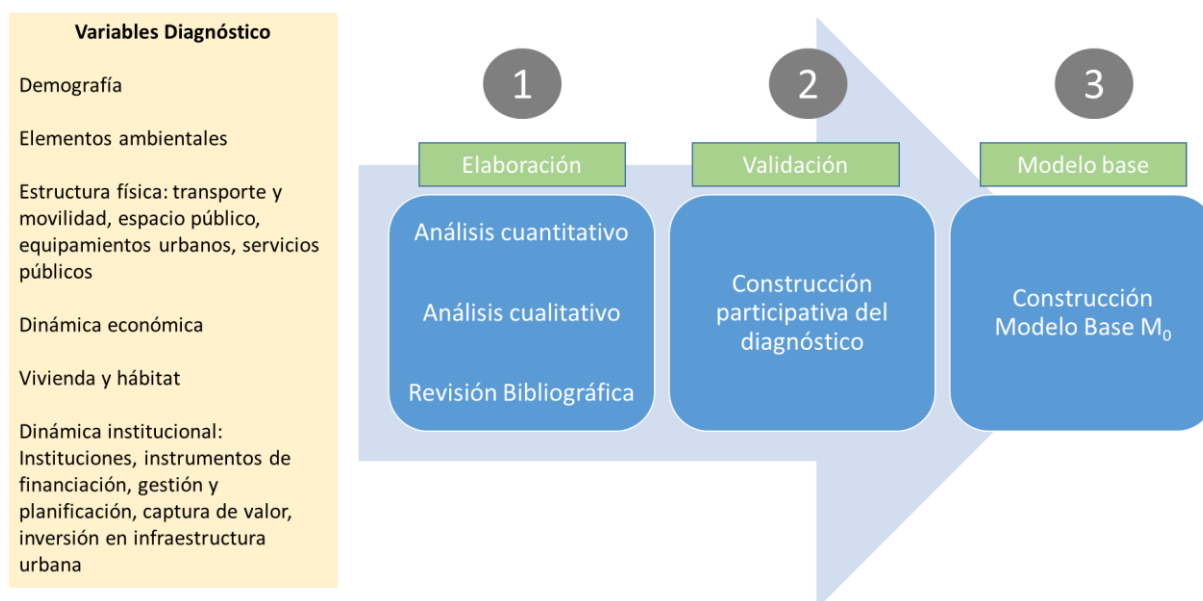 Variables Diagnóstico
Demografía
Elementos ambientales
Estructura física: transporte y
movilidad, espacio público,
equipamientos urbanos, servicios
públicos
Dinámica económica
Vivienda y hábitat
Dinámica institucional:
Instituciones, instrumentos de
financiación, gestión y
planificación, captura de valor,
inversión en infraestructura
urbana
1
Elaboración
Análisis cuantitativo
Análisis cualitativo
Revisión Bibliográfica
2
Validación
Construcción
participativa del
diagnóstico
3
Modelo base
Construcción
Modelo Base M₀